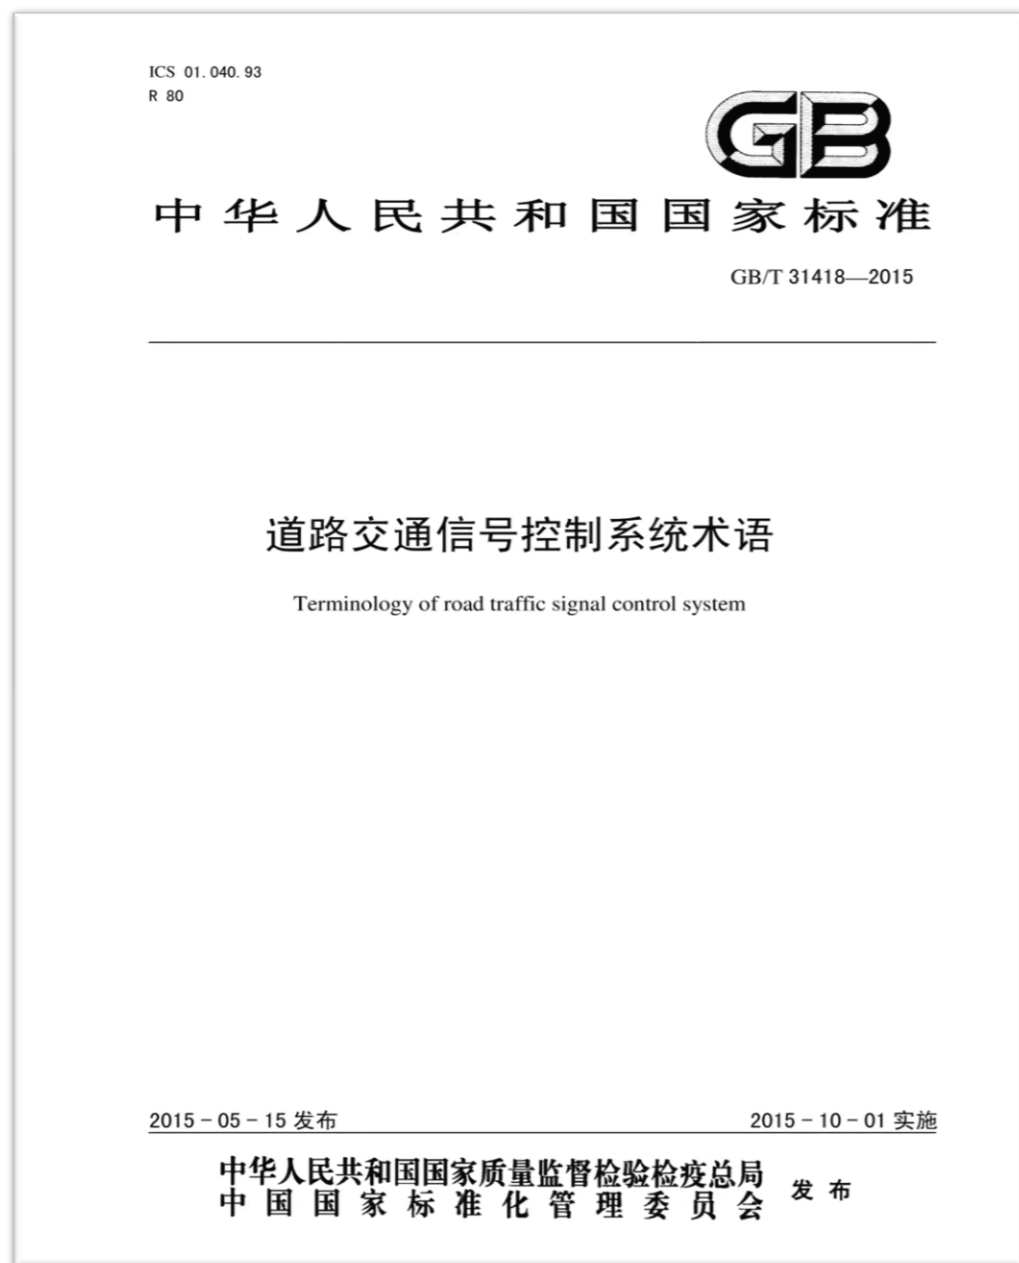 ICS 01.040.93
R 80
GB
中华人民共和国国家标准
GB/T 31418—2015
道路交通信号控制系统术语
Terminology of road traffic signal control system
2015-05-15 发布
2015-10-01 实施
中华人民共和国国家质量监督检验检疫总局
中国国家标准化管理委员会
发布